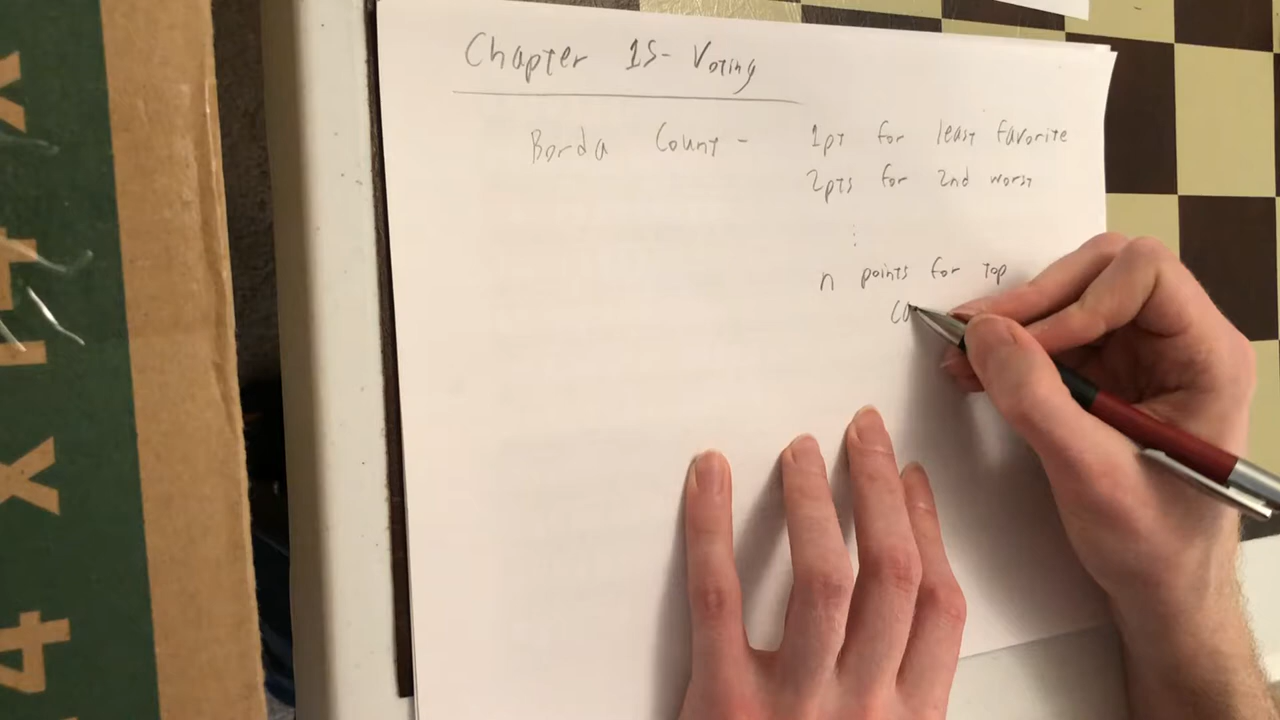 Chapter 15- Voting
Borda Count - 1pt for least favorite
2pts for 2nd worst
⋮
n points for top